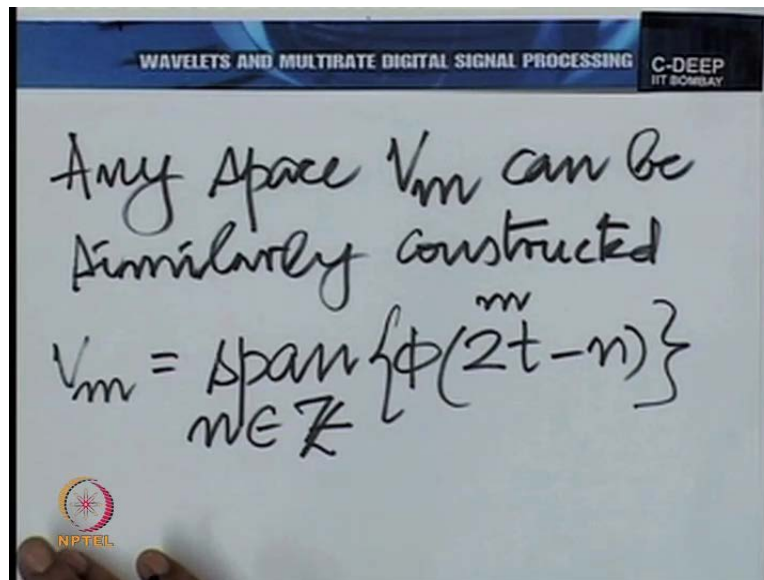 WAVELETS AND MULTIRATE DIGITAL SIGNAL PROCESSING
C-DEEP
IIT BOMBAY
Any space Vₘ can be
similarly constructed
Vₘ = span {ϕ(2ᵐt - n)}
n∈ℤ
NPTEL